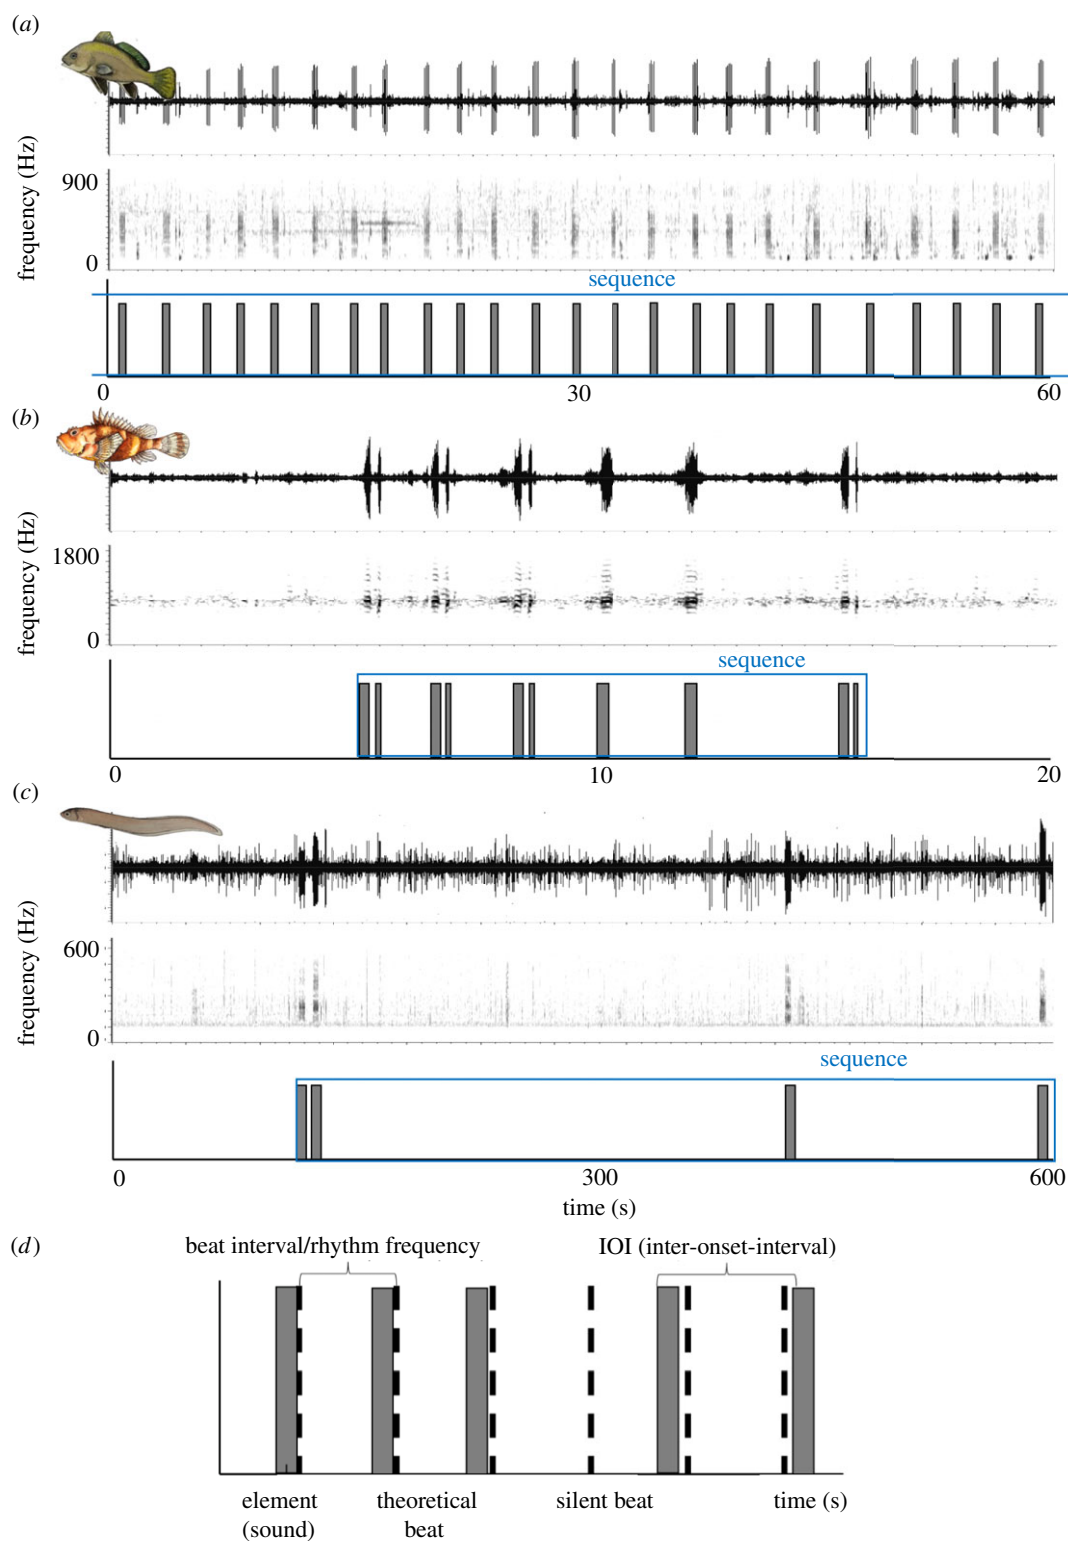 (a)
frequency (Hz)
900
0
sequence
0 30 60
(b)
frequency (Hz)
1800
0
sequence
0 10 20
(c)
frequency (Hz)
600
0
sequence
0 300 600
time (s)
(d)
beat interval/rhythm frequency IOI (inter-onset-interval)
element theoretical silent beat time (s)
(sound) beat